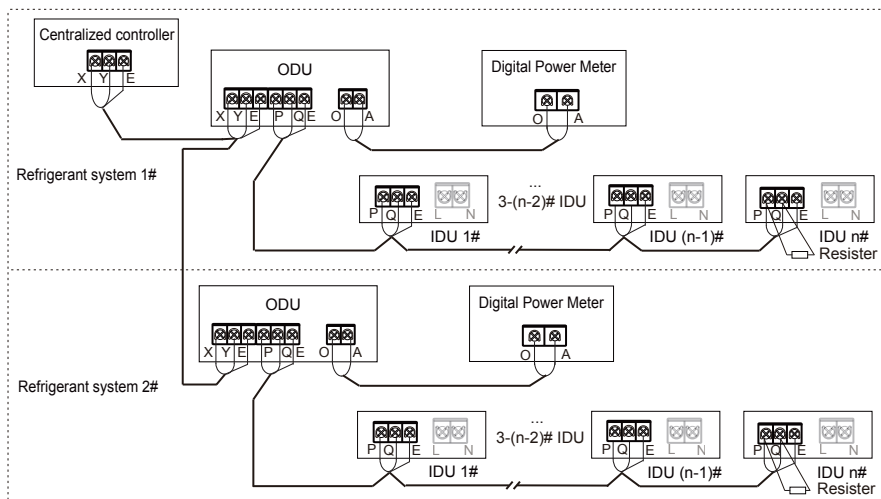 Centralized controller
X Y E
ODU
X Y E P Q E O A
Digital Power Meter
O A
Refrigerant system 1#
P Q E L N
IDU 1#
...
3-(n-2)# IDU
P Q E L N
IDU (n-1)#
P Q E L N
IDU n#
Resister
ODU
X Y E P Q E O A
Digital Power Meter
O A
Refrigerant system 2#
P Q E L N
IDU 1#
...
3-(n-2)# IDU
P Q E L N
IDU (n-1)#
P Q E L N
IDU n#
Resister